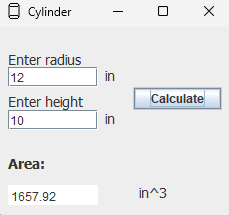 Cylinder
Enter radius
12 in
Calculate
Enter height
10 in
Area:
1657.92 in^3